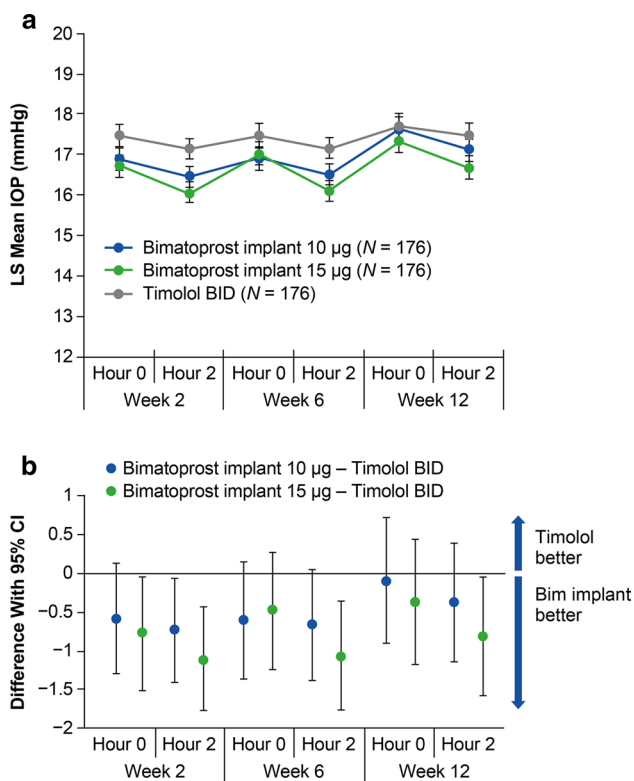 a
20
19
18
17
16
15
14
13
12
LS Mean IOP (mmHg)
Bimatoprost implant 10 µg (N = 176)
Bimatoprost implant 15 µg (N = 176)
Timolol BID (N = 176)
Hour 0 Hour 2 Hour 0 Hour 2 Hour 0 Hour 2
Week 2 Week 6 Week 12
b
Bimatoprost implant 10 µg – Timolol BID
Bimatoprost implant 15 µg – Timolol BID
1
0.5
0
−0.5
−1
−1.5
−2
Difference With 95% CI
Timolol
better
Bim implant
better
Hour 0 Hour 2 Hour 0 Hour 2 Hour 0 Hour 2
Week 2 Week 6 Week 12